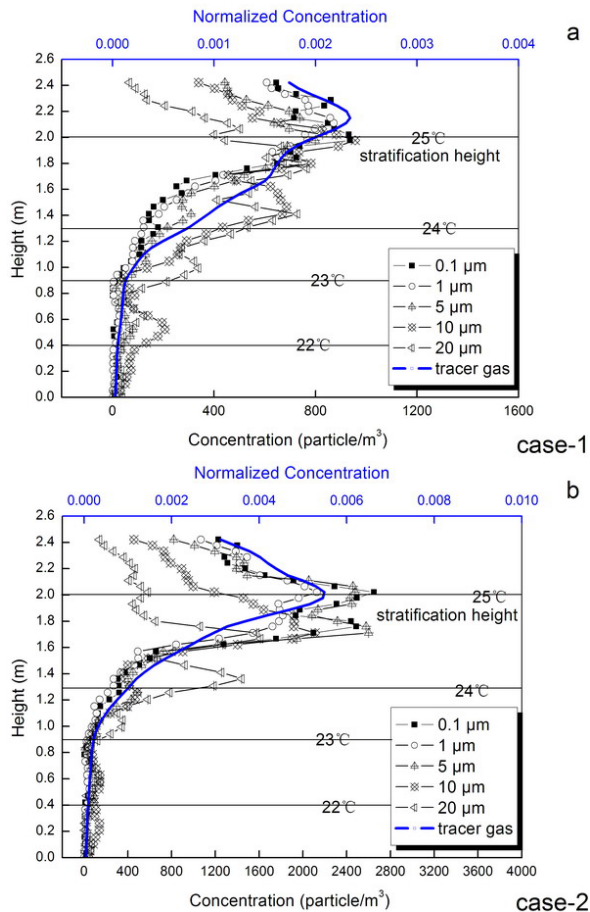 Normalized Concentration
0.000 0.001 0.002 0.003 0.004
a
2.6
2.4
2.2
2.0
1.8
1.6
1.4
1.2
1.0
0.8
0.6
0.4
0.2
0.0
Height (m)
25℃
stratification height
24℃
23℃
22℃
0.1 μm
1 μm
5 μm
10 μm
20 μm
tracer gas
0 400 800 1200 1600
Concentration (particle/m³)
case-1
Normalized Concentration
0.000 0.002 0.004 0.006 0.008 0.010
b
2.6
2.4
2.2
2.0
1.8
1.6
1.4
1.2
1.0
0.8
0.6
0.4
0.2
0.0
Height (m)
25℃
stratification height
24℃
23℃
22℃
0.1 μm
1 μm
5 μm
10 μm
20 μm
tracer gas
0 400 800 1200 1600 2000 2400 2800 3200 3600 4000
Concentration (particle/m³)
case-2